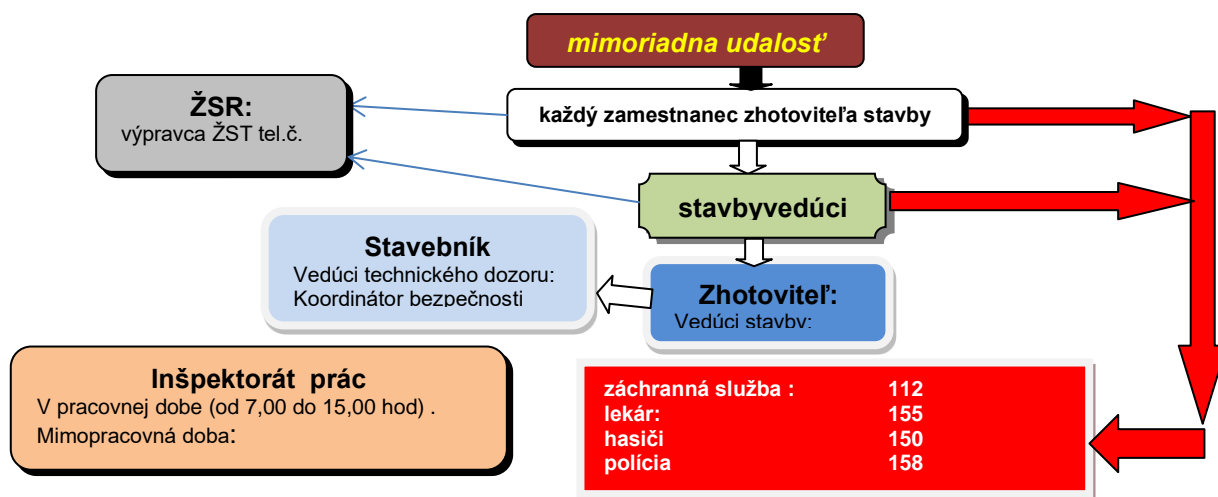 mimoriadna udalosť
ŽSR:
výpravca ŽST tel.č.
každý zamestnanec zhotoviteľa stavby
stavbyvedúci
Stavebník
Vedúci technického dozoru:
Koordinátor bezpečnosti
Zhotoviteľ:
Vedúci stavby:
Inšpektorát prác
V pracovnej dobe (od 7,00 do 15,00 hod) .
Mimopracovná doba:
záchranná služba : 112
lekár: 155
hasiči 150
polícia 158